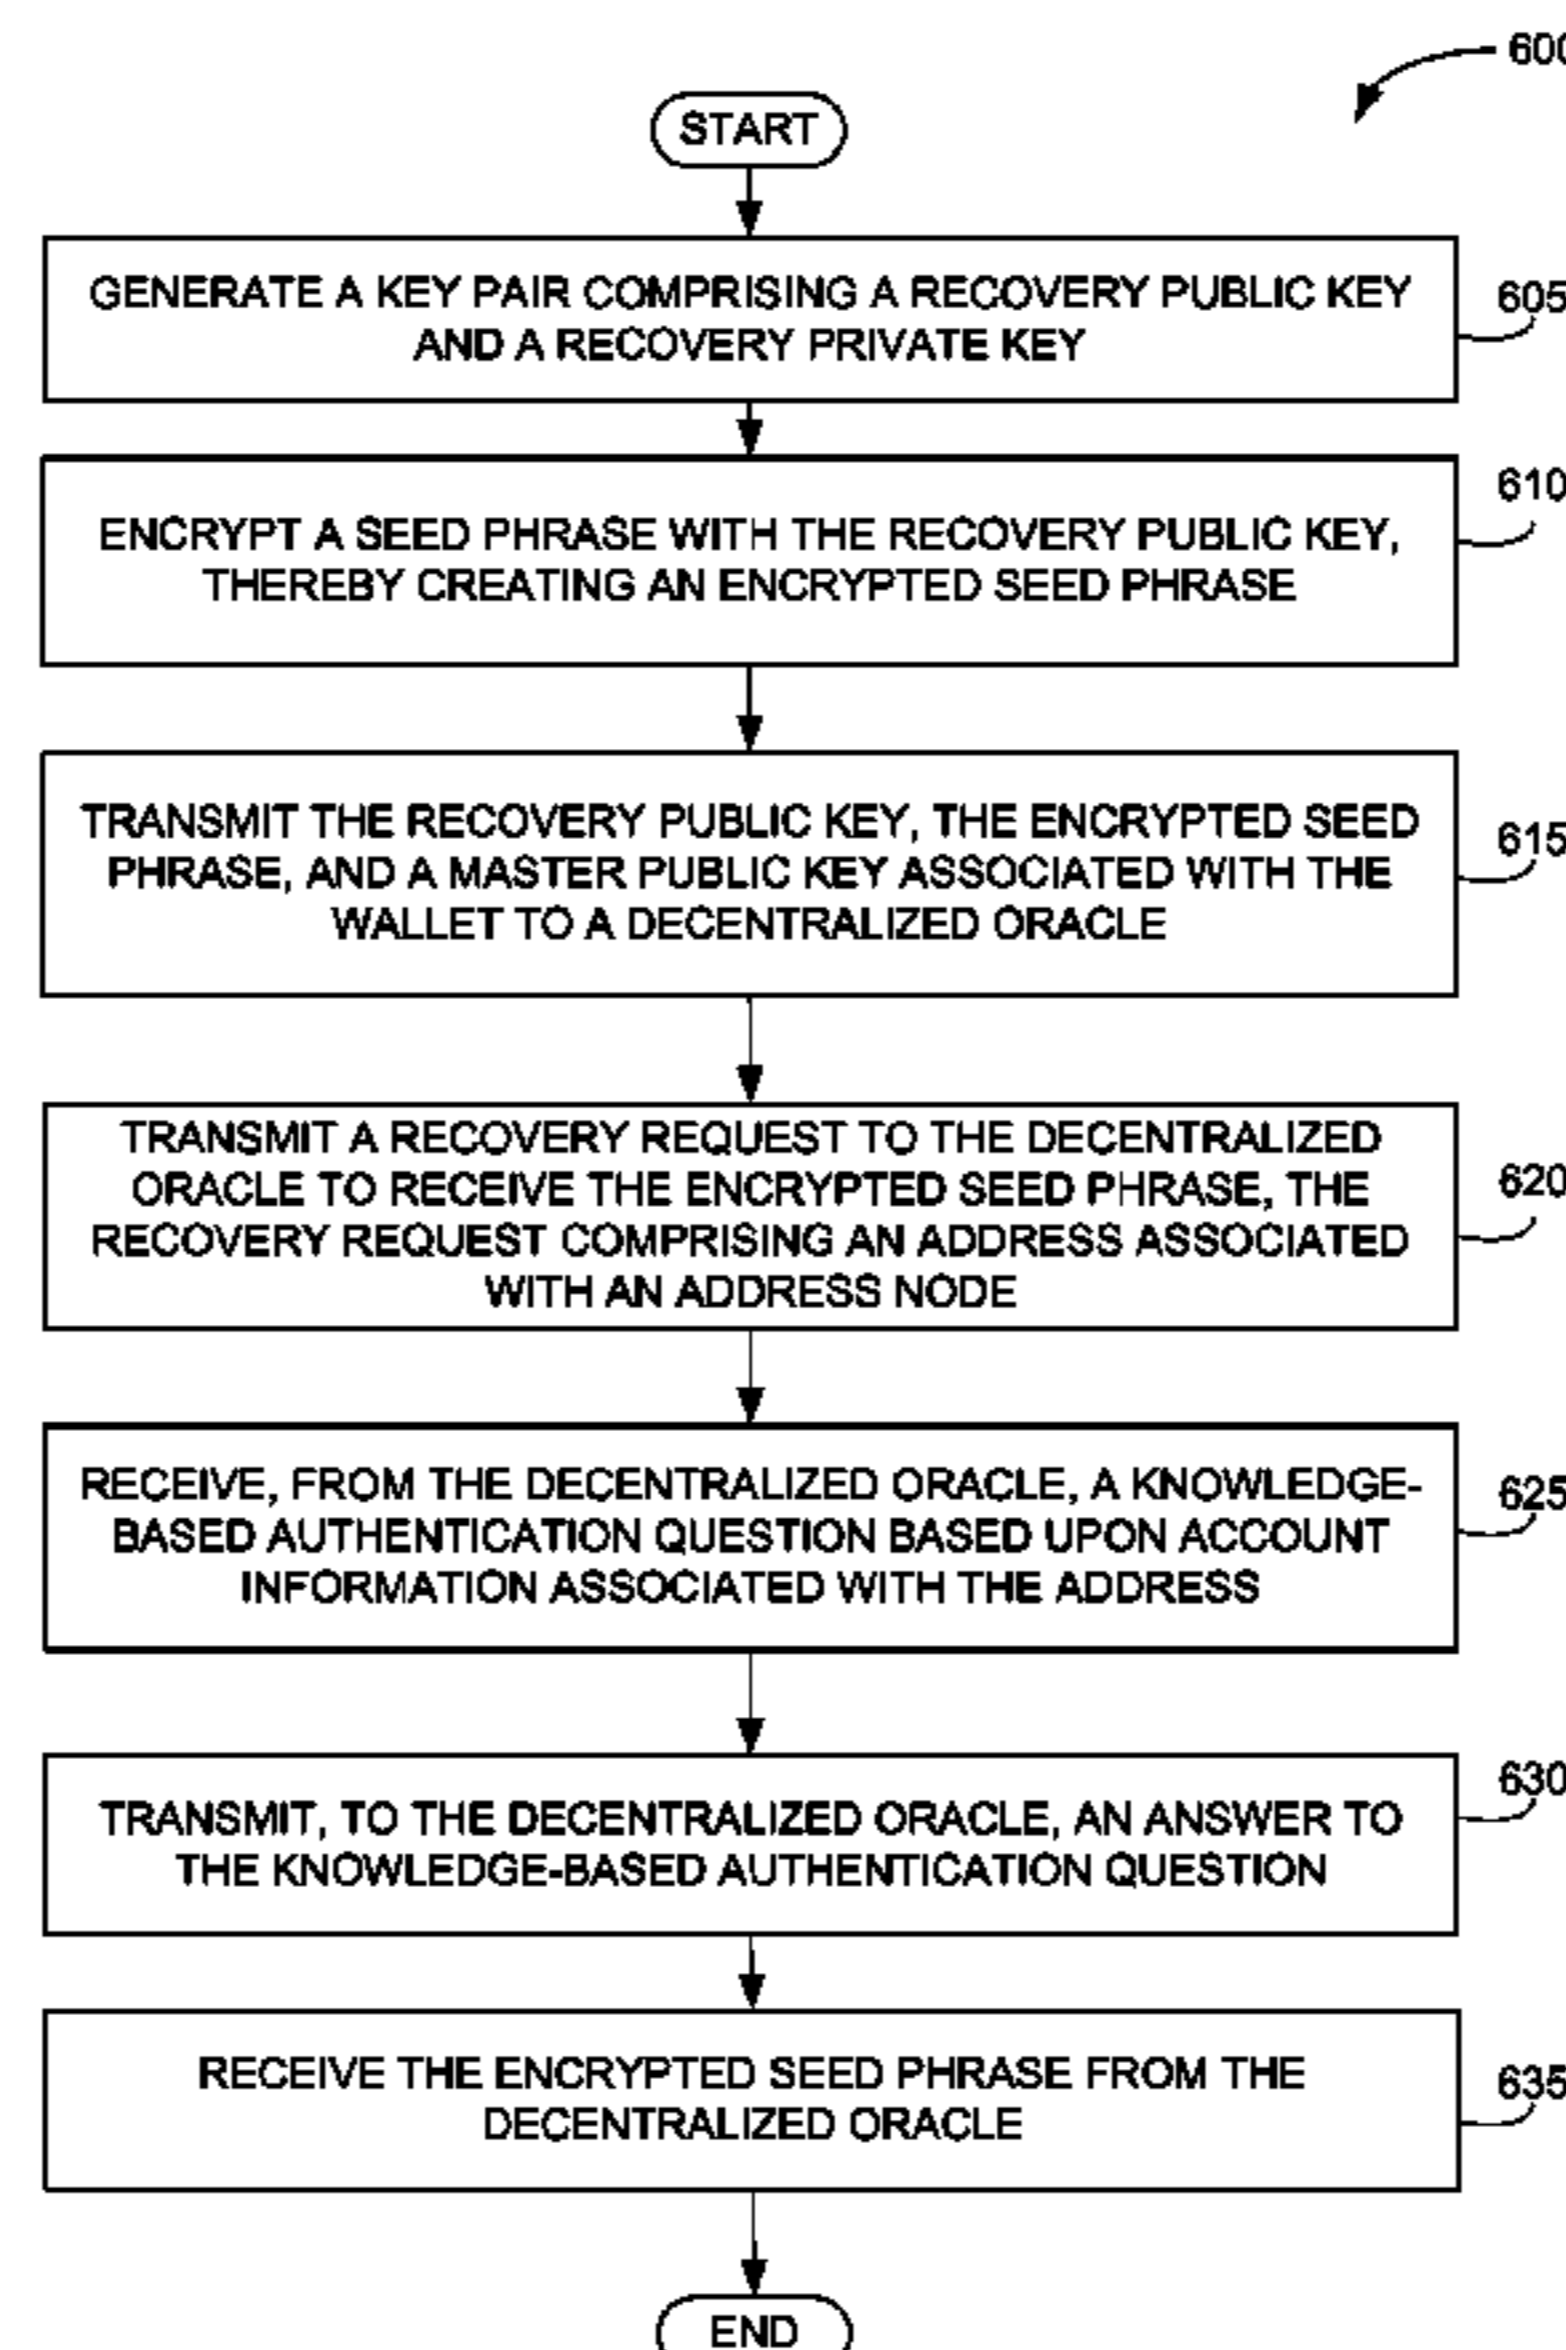 600
START
GENERATE A KEY PAIR COMPRISING A RECOVERY PUBLIC KEY
AND A RECOVERY PRIVATE KEY
605
ENCRYPT A SEED PHRASE WITH THE RECOVERY PUBLIC KEY,
THEREBY CREATING AN ENCRYPTED SEED PHRASE
610
TRANSMIT THE RECOVERY PUBLIC KEY, THE ENCRYPTED SEED
PHRASE, AND A MASTER PUBLIC KEY ASSOCIATED WITH THE
WALLET TO A DECENTRALIZED ORACLE
615
TRANSMIT A RECOVERY REQUEST TO THE DECENTRALIZED
ORACLE TO RECEIVE THE ENCRYPTED SEED PHRASE, THE
RECOVERY REQUEST COMPRISING AN ADDRESS ASSOCIATED
WITH AN ADDRESS NODE
620
RECEIVE, FROM THE DECENTRALIZED ORACLE, A KNOWLEDGE-
BASED AUTHENTICATION QUESTION BASED UPON ACCOUNT
INFORMATION ASSOCIATED WITH THE ADDRESS
625
TRANSMIT, TO THE DECENTRALIZED ORACLE, AN ANSWER TO
THE KNOWLEDGE-BASED AUTHENTICATION QUESTION
630
RECEIVE THE ENCRYPTED SEED PHRASE FROM THE
DECENTRALIZED ORACLE
635
END